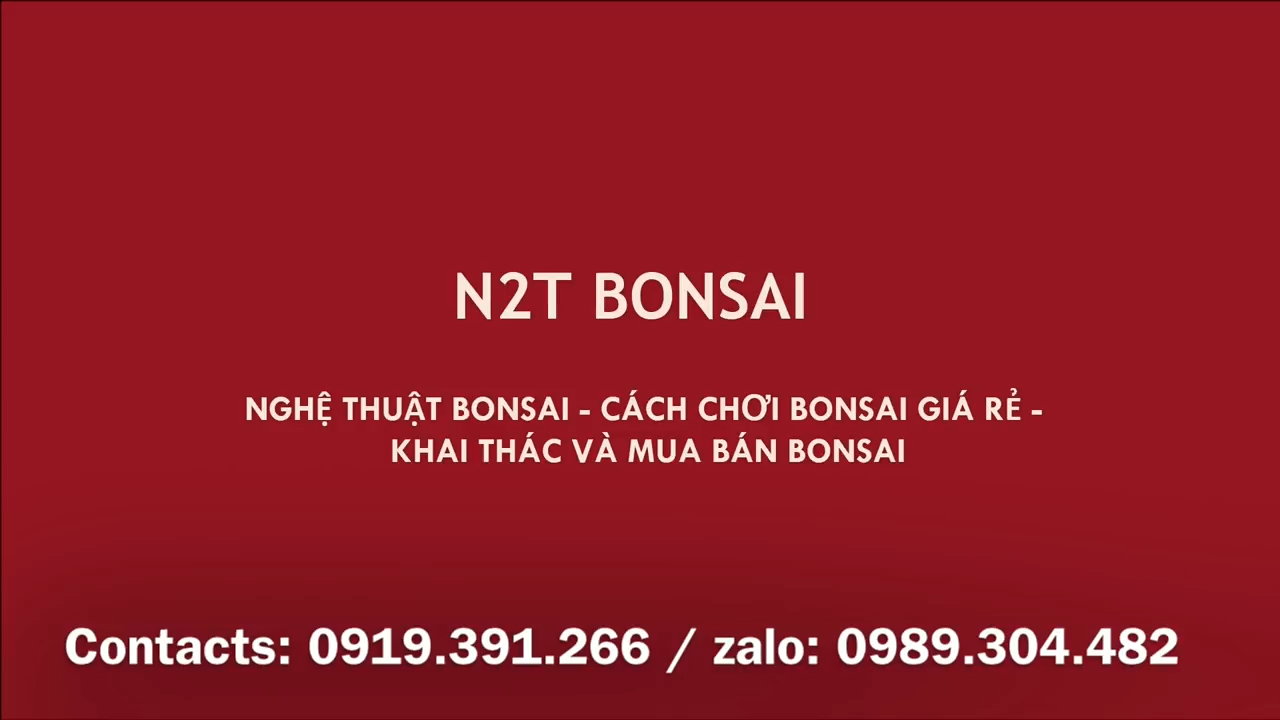 N2T BONSAI
NGHỆ THUẬT BONSAI - CÁCH CHƠI BONSAI GIÁ RẺ -
KHAI THÁC VÀ MUA BÁN BONSAI
Contacts: 0919.391.266 / zalo: 0989.304.482